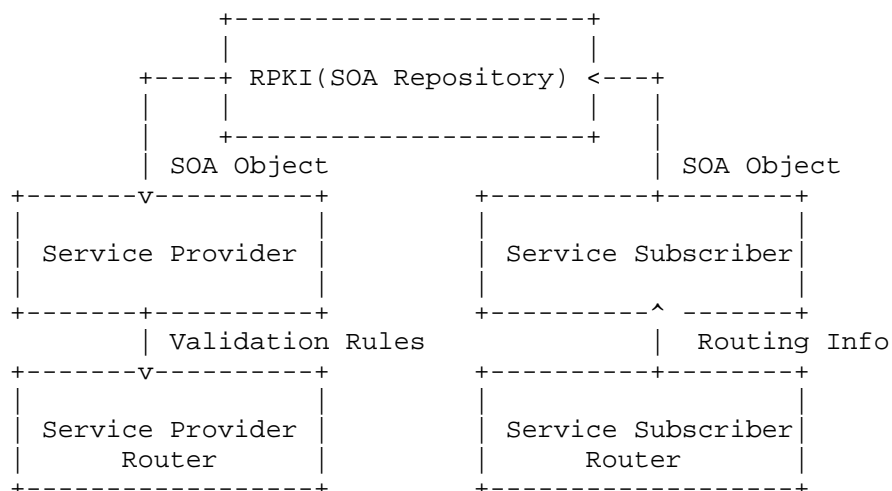 RPKI(SOA Repository)
SOA Object SOA Object
Service Provider Service Subscriber
Validation Rules Routing Info
Service Provider Service Subscriber
Router Router